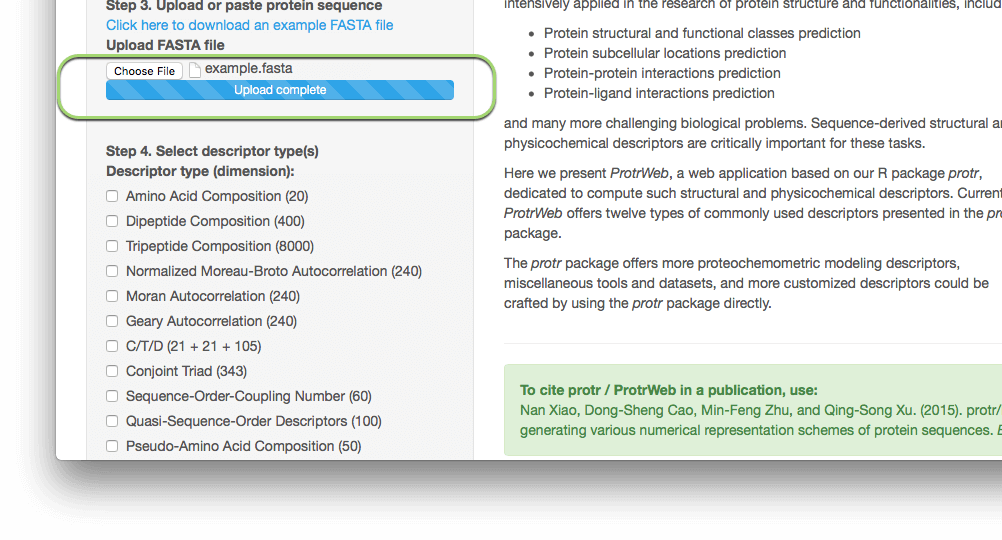 Step 3. Upload or paste protein sequence
Click here to download an example FASTA file
Upload FASTA file
Choose File example.fasta
Upload complete
Step 4. Select descriptor type(s)
Descriptor type (dimension):
Amino Acid Composition (20)
Dipeptide Composition (400)
Tripeptide Composition (8000)
Normalized Moreau-Broto Autocorrelation (240)
Moran Autocorrelation (240)
Geary Autocorrelation (240)
C/T/D (21 + 21 + 105)
Conjoint Triad (343)
Sequence-Order-Coupling Number (60)
Quasi-Sequence-Order Descriptors (100)
Pseudo-Amino Acid Composition (50)
intensively applied in the research of protein structure and functionalities, includ
• Protein structural and functional classes prediction
• Protein subcellular locations prediction
• Protein-protein interactions prediction
• Protein-ligand interactions prediction
and many more challenging biological problems. Sequence-derived structural a
physicochemical descriptors are critically important for these tasks.
Here we present ProtrWeb, a web application based on our R package protr,
dedicated to compute such structural and physicochemical descriptors. Current
ProtrWeb offers twelve types of commonly used descriptors presented in the pr
package.
The protr package offers more proteochemometric modeling descriptors,
miscellaneous tools and datasets, and more customized descriptors could be
crafted by using the protr package directly.
To cite protr / ProtrWeb in a publication, use:
Nan Xiao, Dong-Sheng Cao, Min-Feng Zhu, and Qing-Song Xu. (2015). protr/
generating various numerical representation schemes of protein sequences.